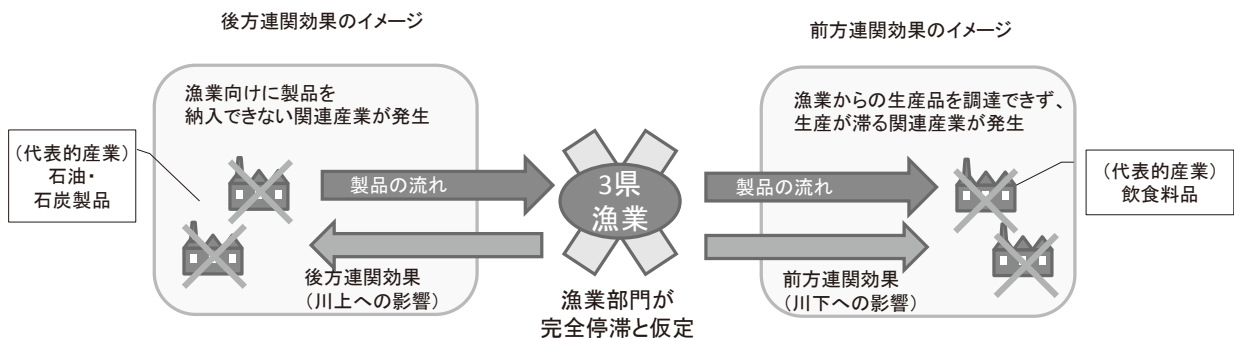 後方連関効果のイメージ
漁業向けに製品を
納入できない関連産業が発生
(代表的産業)
石油・
石炭製品
製品の流れ
後方連関効果
(川上への影響)
3県
漁業
漁業部門が
完全停滞と仮定
前方連関効果のイメージ
漁業からの生産品を調達できず、
生産が滞る関連産業が発生
製品の流れ
(代表的産業)
飲食料品
前方連関効果
(川下への影響)